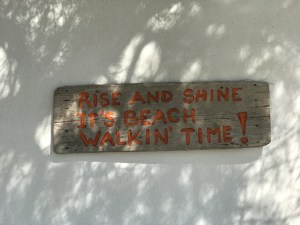 RISE AND SHINE
IT'S BEACH
WALKIN' TIME!